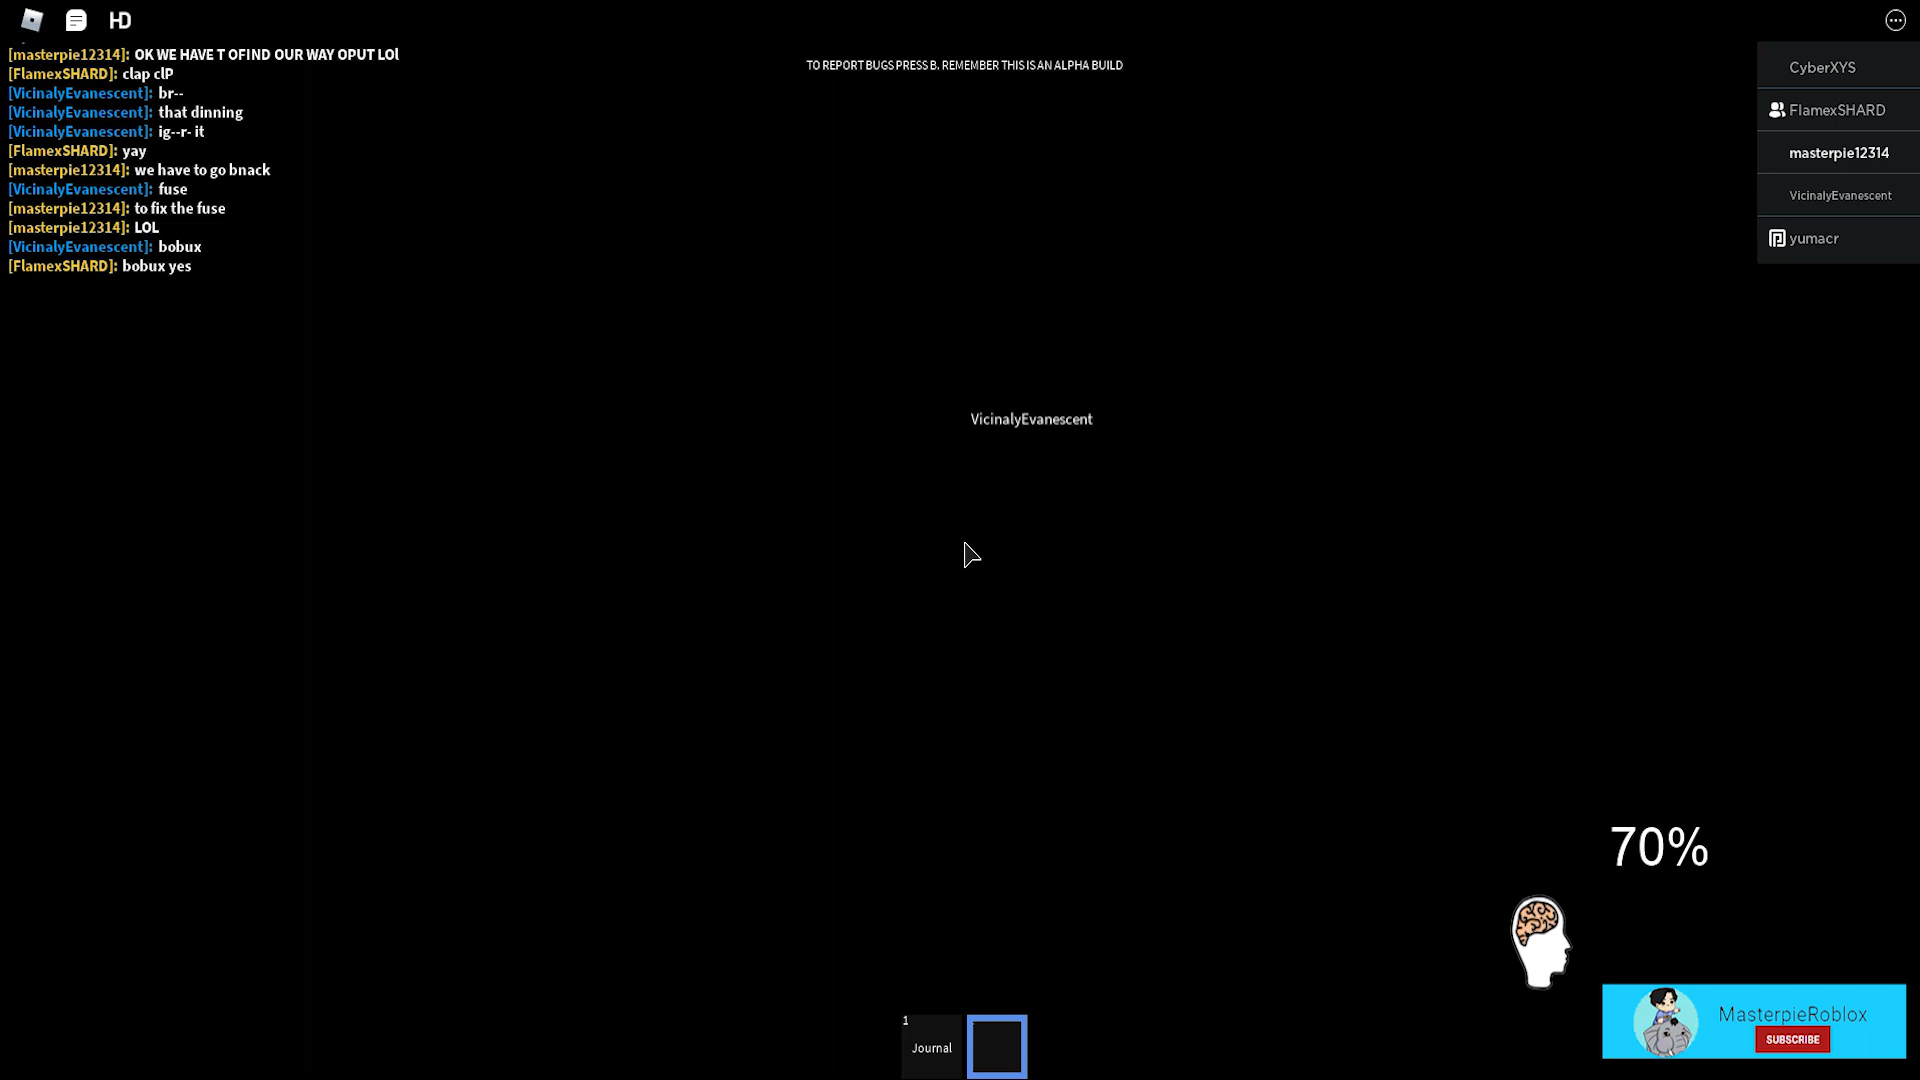 HD
[masterpie12314]: OK WE HAVE T OFIND OUR WAY OPUT LOl
[FlamexSHARD]: clap clP
[VicinalyEvanescent]: br--
[VicinalyEvanescent]: that dinning
[VicinalyEvanescent]: ig--r- it
[FlamexSHARD]: yay
[masterpie12314]: we have to go bnack
[VicinalyEvanescent]: fuse
[masterpie12314]: to fix the fuse
[masterpie12314]: LOL
[VicinalyEvanescent]: bobux
[FlamexSHARD]: bobux yes
TO REPORT BUGS PRESS B. REMEMBER THIS IS AN ALPHA BUILD
CyberXYS
FlamexSHARD
masterpie12314
VicinalyEvanescent
yumacr
VicinalyEvanescent
70%
1
Journal
MasterpieRoblox
SUBSCRIBE